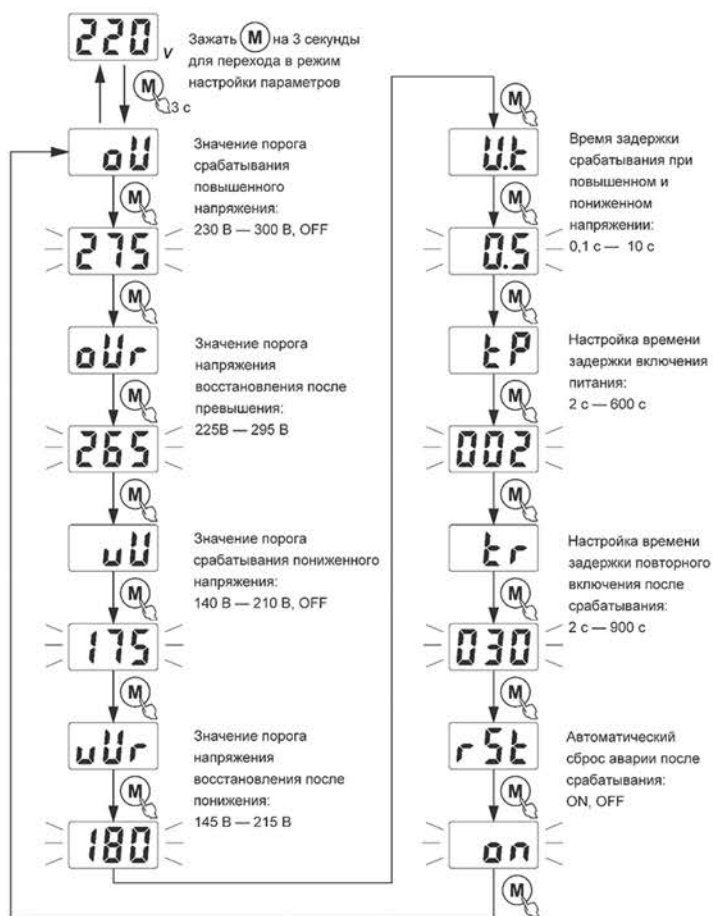 220 V
Зажать M на 3 секунды
для перехода в режим
настройки параметров
M
3 с
oU
Значение порога
срабатывания
повышенного
напряжения:
230 В — 300 В, OFF
M
275
M
oUr
Значение порога
напряжения
восстановления после
превышения:
225В — 295 В
M
265
M
uU
Значение порога
срабатывания пониженного
напряжения:
140 В — 210 В, OFF
M
175
M
uUr
Значение порога
напряжения
восстановления после
понижения:
145 В — 215 В
M
180
M
U.t
Время задержки
срабатывания при
повышенном и
пониженном
напряжении:
0,1 с — 10 с
M
0.5
M
tP
Настройка времени
задержки включения
питания:
2 с — 600 с
M
002
M
tr
Настройка времени
задержки повторного
включения после
срабатывания:
2 с — 900 с
M
030
M
rSt
Автоматический
сброс аварии после
срабатывания:
ON, OFF
M
on
M